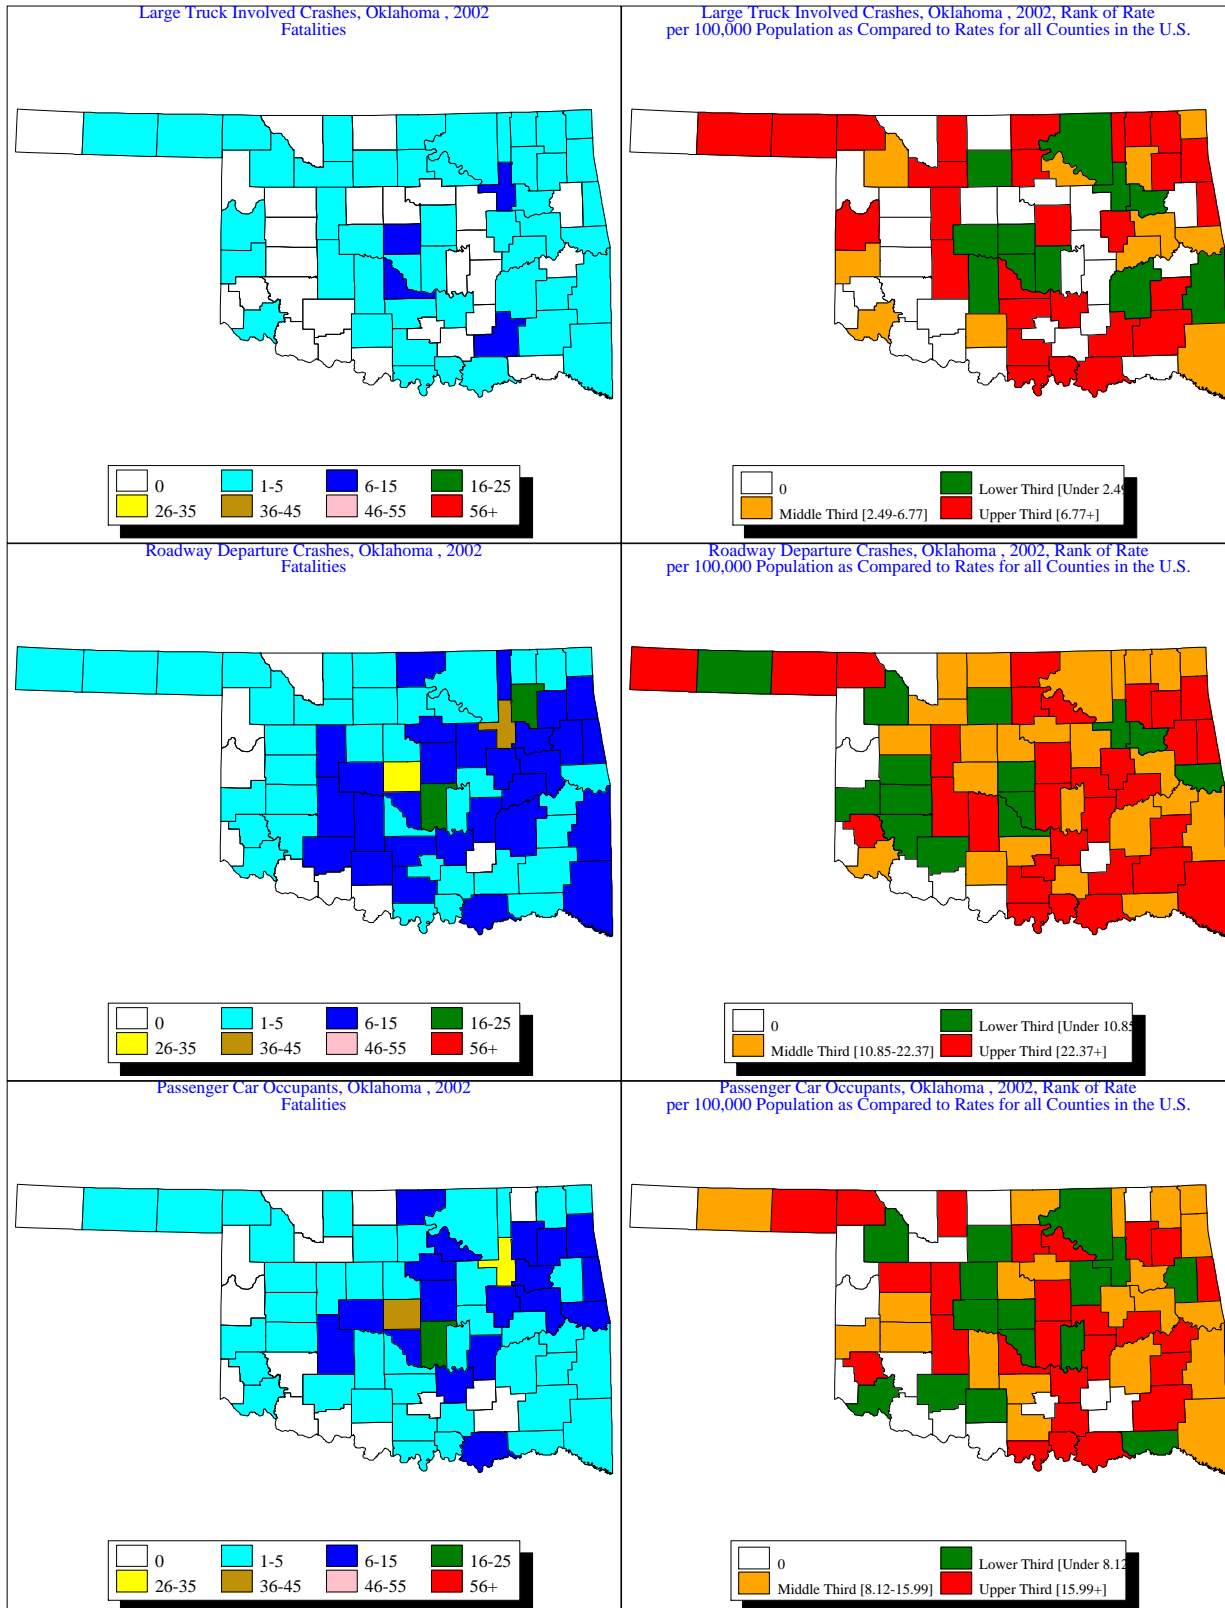 Large Truck Involved Crashes, Oklahoma , 2002
Fatalities
0
1-5
6-15
16-25
26-35
36-45
46-55
56+
Large Truck Involved Crashes, Oklahoma , 2002, Rank of Rate
per 100,000 Population as Compared to Rates for all Counties in the U.S.
0
Lower Third [Under 2.49
Middle Third [2.49-6.77]
Upper Third [6.77+]
Roadway Departure Crashes, Oklahoma , 2002
Fatalities
0
1-5
6-15
16-25
26-35
36-45
46-55
56+
Roadway Departure Crashes, Oklahoma , 2002, Rank of Rate
per 100,000 Population as Compared to Rates for all Counties in the U.S.
0
Lower Third [Under 10.85
Middle Third [10.85-22.37]
Upper Third [22.37+]
Passenger Car Occupants, Oklahoma , 2002
Fatalities
0
1-5
6-15
16-25
26-35
36-45
46-55
56+
Passenger Car Occupants, Oklahoma , 2002, Rank of Rate
per 100,000 Population as Compared to Rates for all Counties in the U.S.
0
Lower Third [Under 8.12
Middle Third [8.12-15.99]
Upper Third [15.99+]